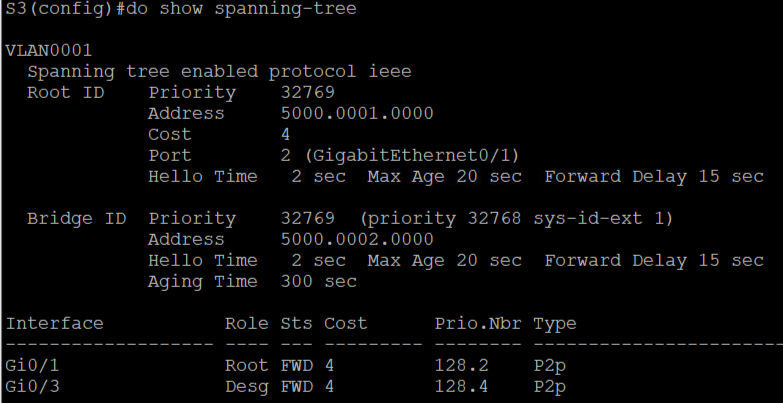 S3(config)#do show spanning-tree
VLAN0001
  Spanning tree enabled protocol ieee
  Root ID    Priority    32769
             Address     5000.0001.0000
             Cost        4
             Port        2 (GigabitEthernet0/1)
             Hello Time   2 sec  Max Age 20 sec  Forward Delay 15 sec
  Bridge ID  Priority    32769  (priority 32768 sys-id-ext 1)
             Address     5000.0002.0000
             Hello Time   2 sec  Max Age 20 sec  Forward Delay 15 sec
             Aging Time  300 sec
Interface           Role Sts Cost      Prio.Nbr Type
------------------- ---- --- --------- -------- -----------------------
Gi0/1               Root FWD 4         128.2    P2p
Gi0/3               Desg FWD 4         128.4    P2p